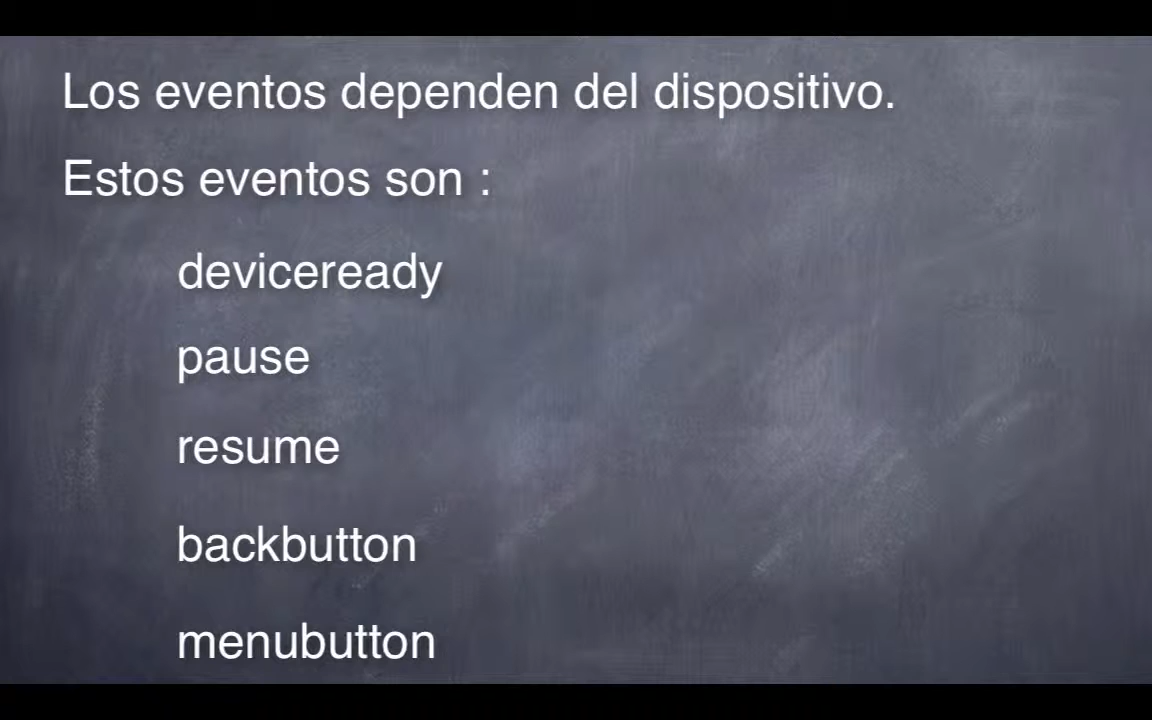 Los eventos dependen del dispositivo.
Estos eventos son :
deviceready
pause
resume
backbutton
menubutton